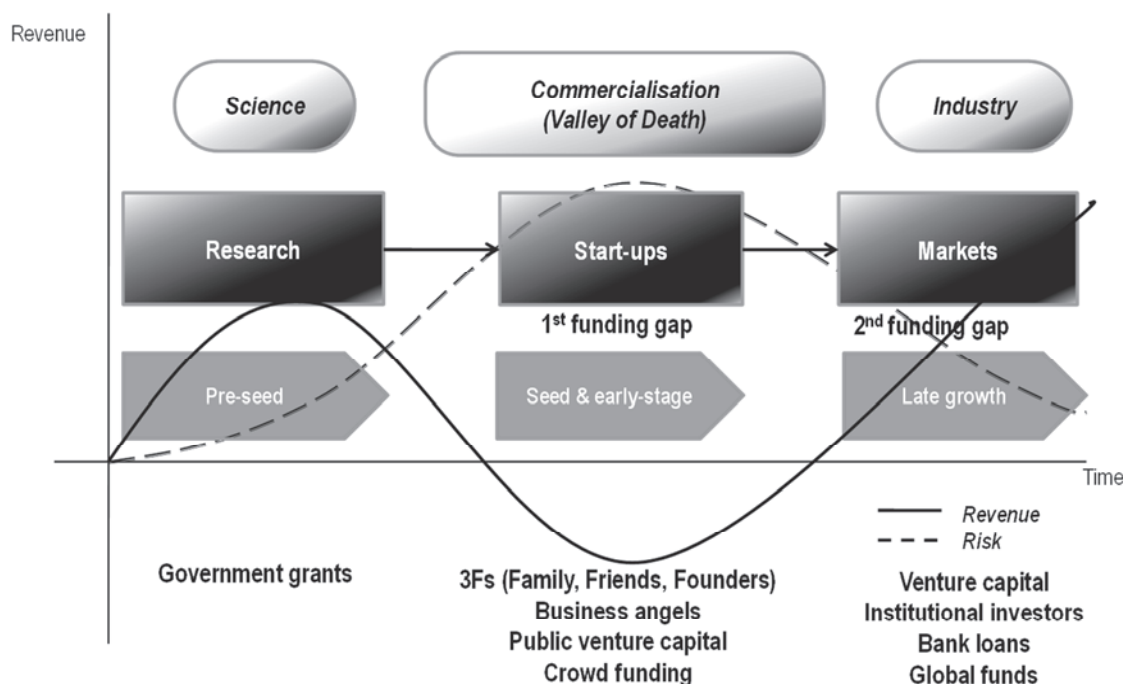 Revenue
Science
Commercialisation
(Valley of Death)
Industry
Research
Start-ups
Markets
1st funding gap
2nd funding gap
Pre-seed
Seed & early-stage
Late growth
Time
Revenue
Risk
Government grants
3Fs (Family, Friends, Founders)
Business angels
Public venture capital
Crowd funding
Venture capital
Institutional investors
Bank loans
Global funds